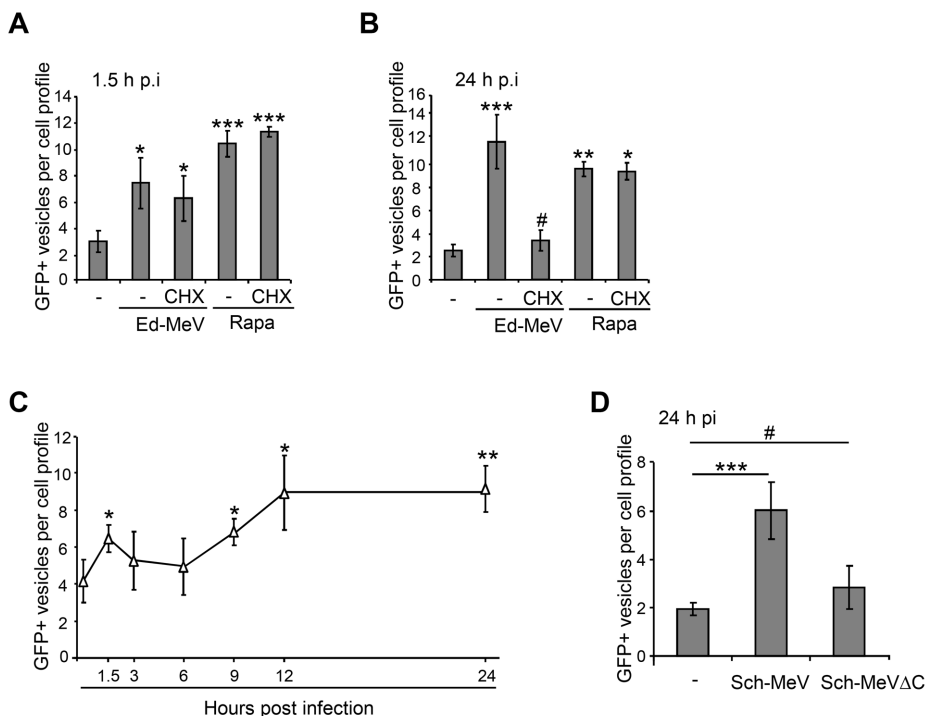 A
1.5 h p.i
GFP+ vesicles per cell profile
14
12
10
8
6
4
2
0
* * *** ***
- - CHX - CHX
Ed-MeV Rapa
B
24 h p.i
GFP+ vesicles per cell profile
16
14
12
10
8
6
4
2
0
*** # ** *
- - CHX - CHX
Ed-MeV Rapa
C
GFP+ vesicles per cell profile
12
10
8
6
4
2
0
* * * **
1.5 3 6 9 12 24
Hours post infection
D
24 h pi
GFP+ vesicles per cell profile
#
***
8
6
4
2
0
- Sch-MeV Sch-MeVΔC